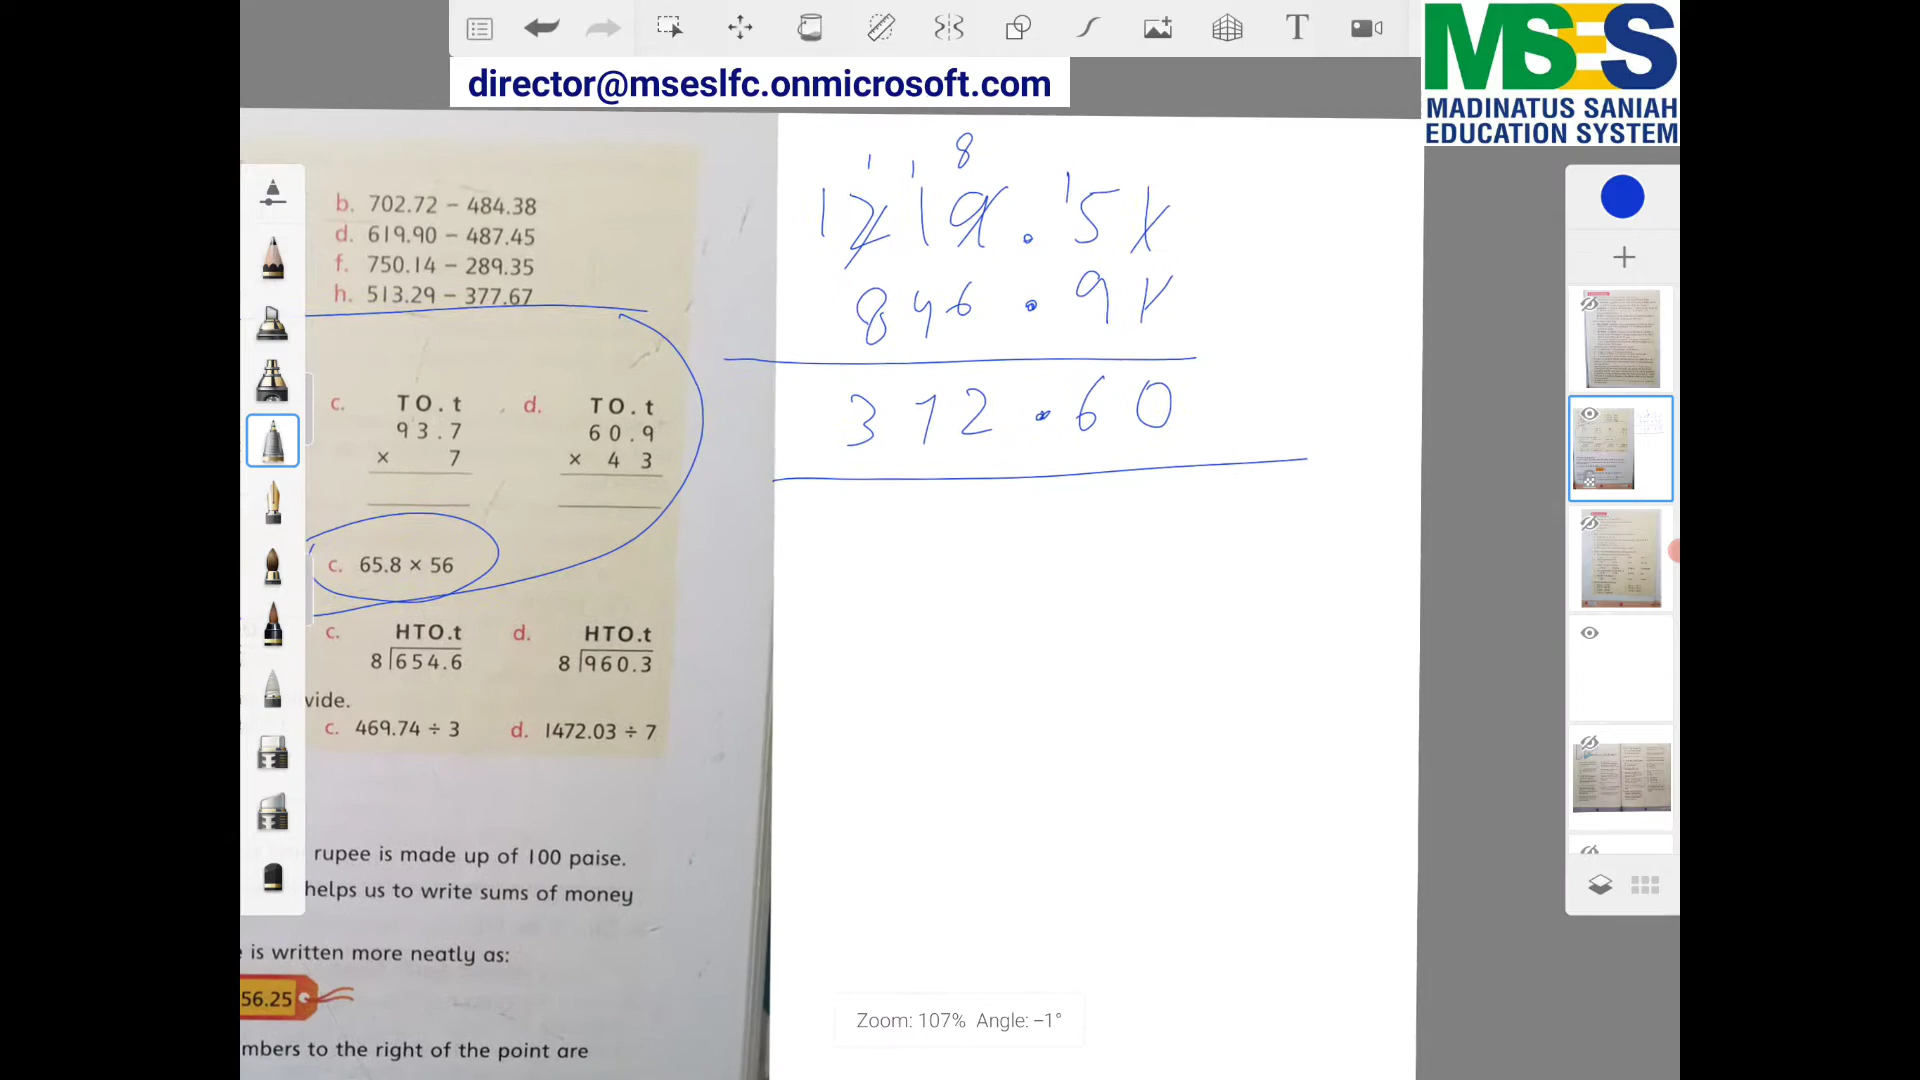 director@mseslfc.onmicrosoft.com
MSES
MADINATUS SANIAH
EDUCATION SYSTEM
b. 702.72 – 484.38
d. 619.90 – 487.45
f. 750.14 – 289.35
h. 513.29 – 377.67
c. TO.t
93.7
× 7
d. TO.t
60.9
× 43
c. 65.8 × 56
c. HTO.t
8 654.6
d. HTO.t
8 960.3
vide.
c. 469.74 ÷ 3
d. 1472.03 ÷ 7
rupee is made up of 100 paise.
helps us to write sums of money
is written more neatly as:
56.25
mbers to the right of the point are
1 1 8
1219.151
846.91
372.60
Zoom: 107% Angle: –1°